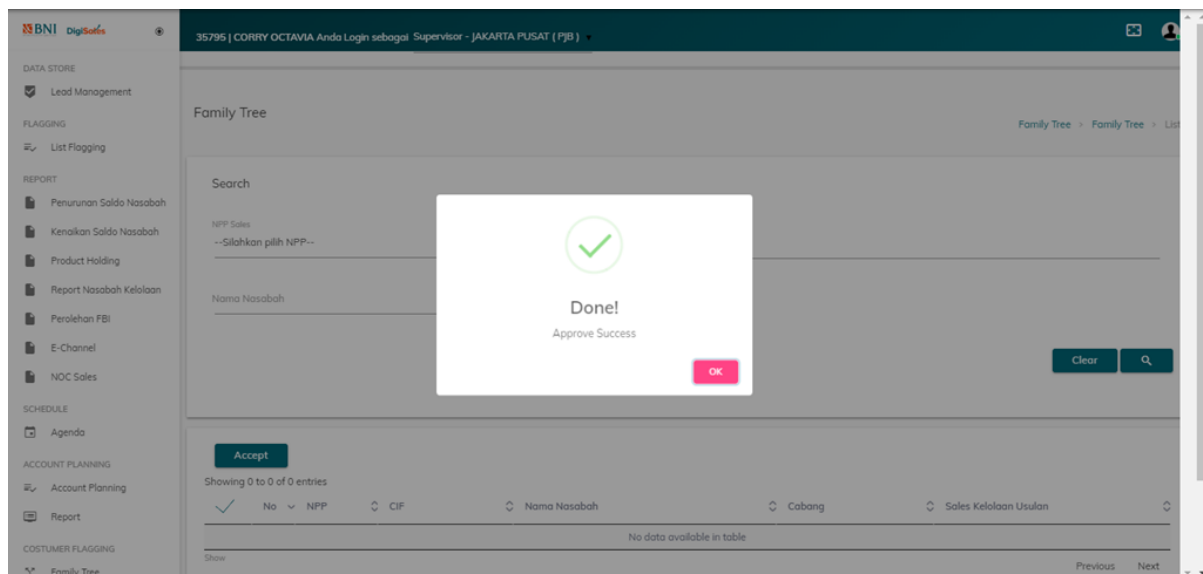 BNI DigiSales
35795 | CORRY OCTAVIA Anda Login sebagai Supervisor - JAKARTA PUSAT ( PJB )
DATA STORE
Lead Management
FLAGGING
List Flagging
REPORT
Penurunan Saldo Nasabah
Kenaikan Saldo Nasabah
Product Holding
Report Nasabah Kelolaan
Perolehan FBI
E-Channel
NOC Sales
SCHEDULE
Agenda
ACCOUNT PLANNING
Account Planning
Report
COSTUMER FLAGGING
Family Tree
Family Tree
Family Tree > Family Tree > List
Search
NPP Sales
--Silahkan pilih NPP--
Nama Nasabah
Done!
Approve Success
OK
Clear
Accept
Showing 0 to 0 of 0 entries
No NPP CIF Nama Nasabah Cabang Sales Kelolaan Usulan
No data available in table
Show
Previous Next